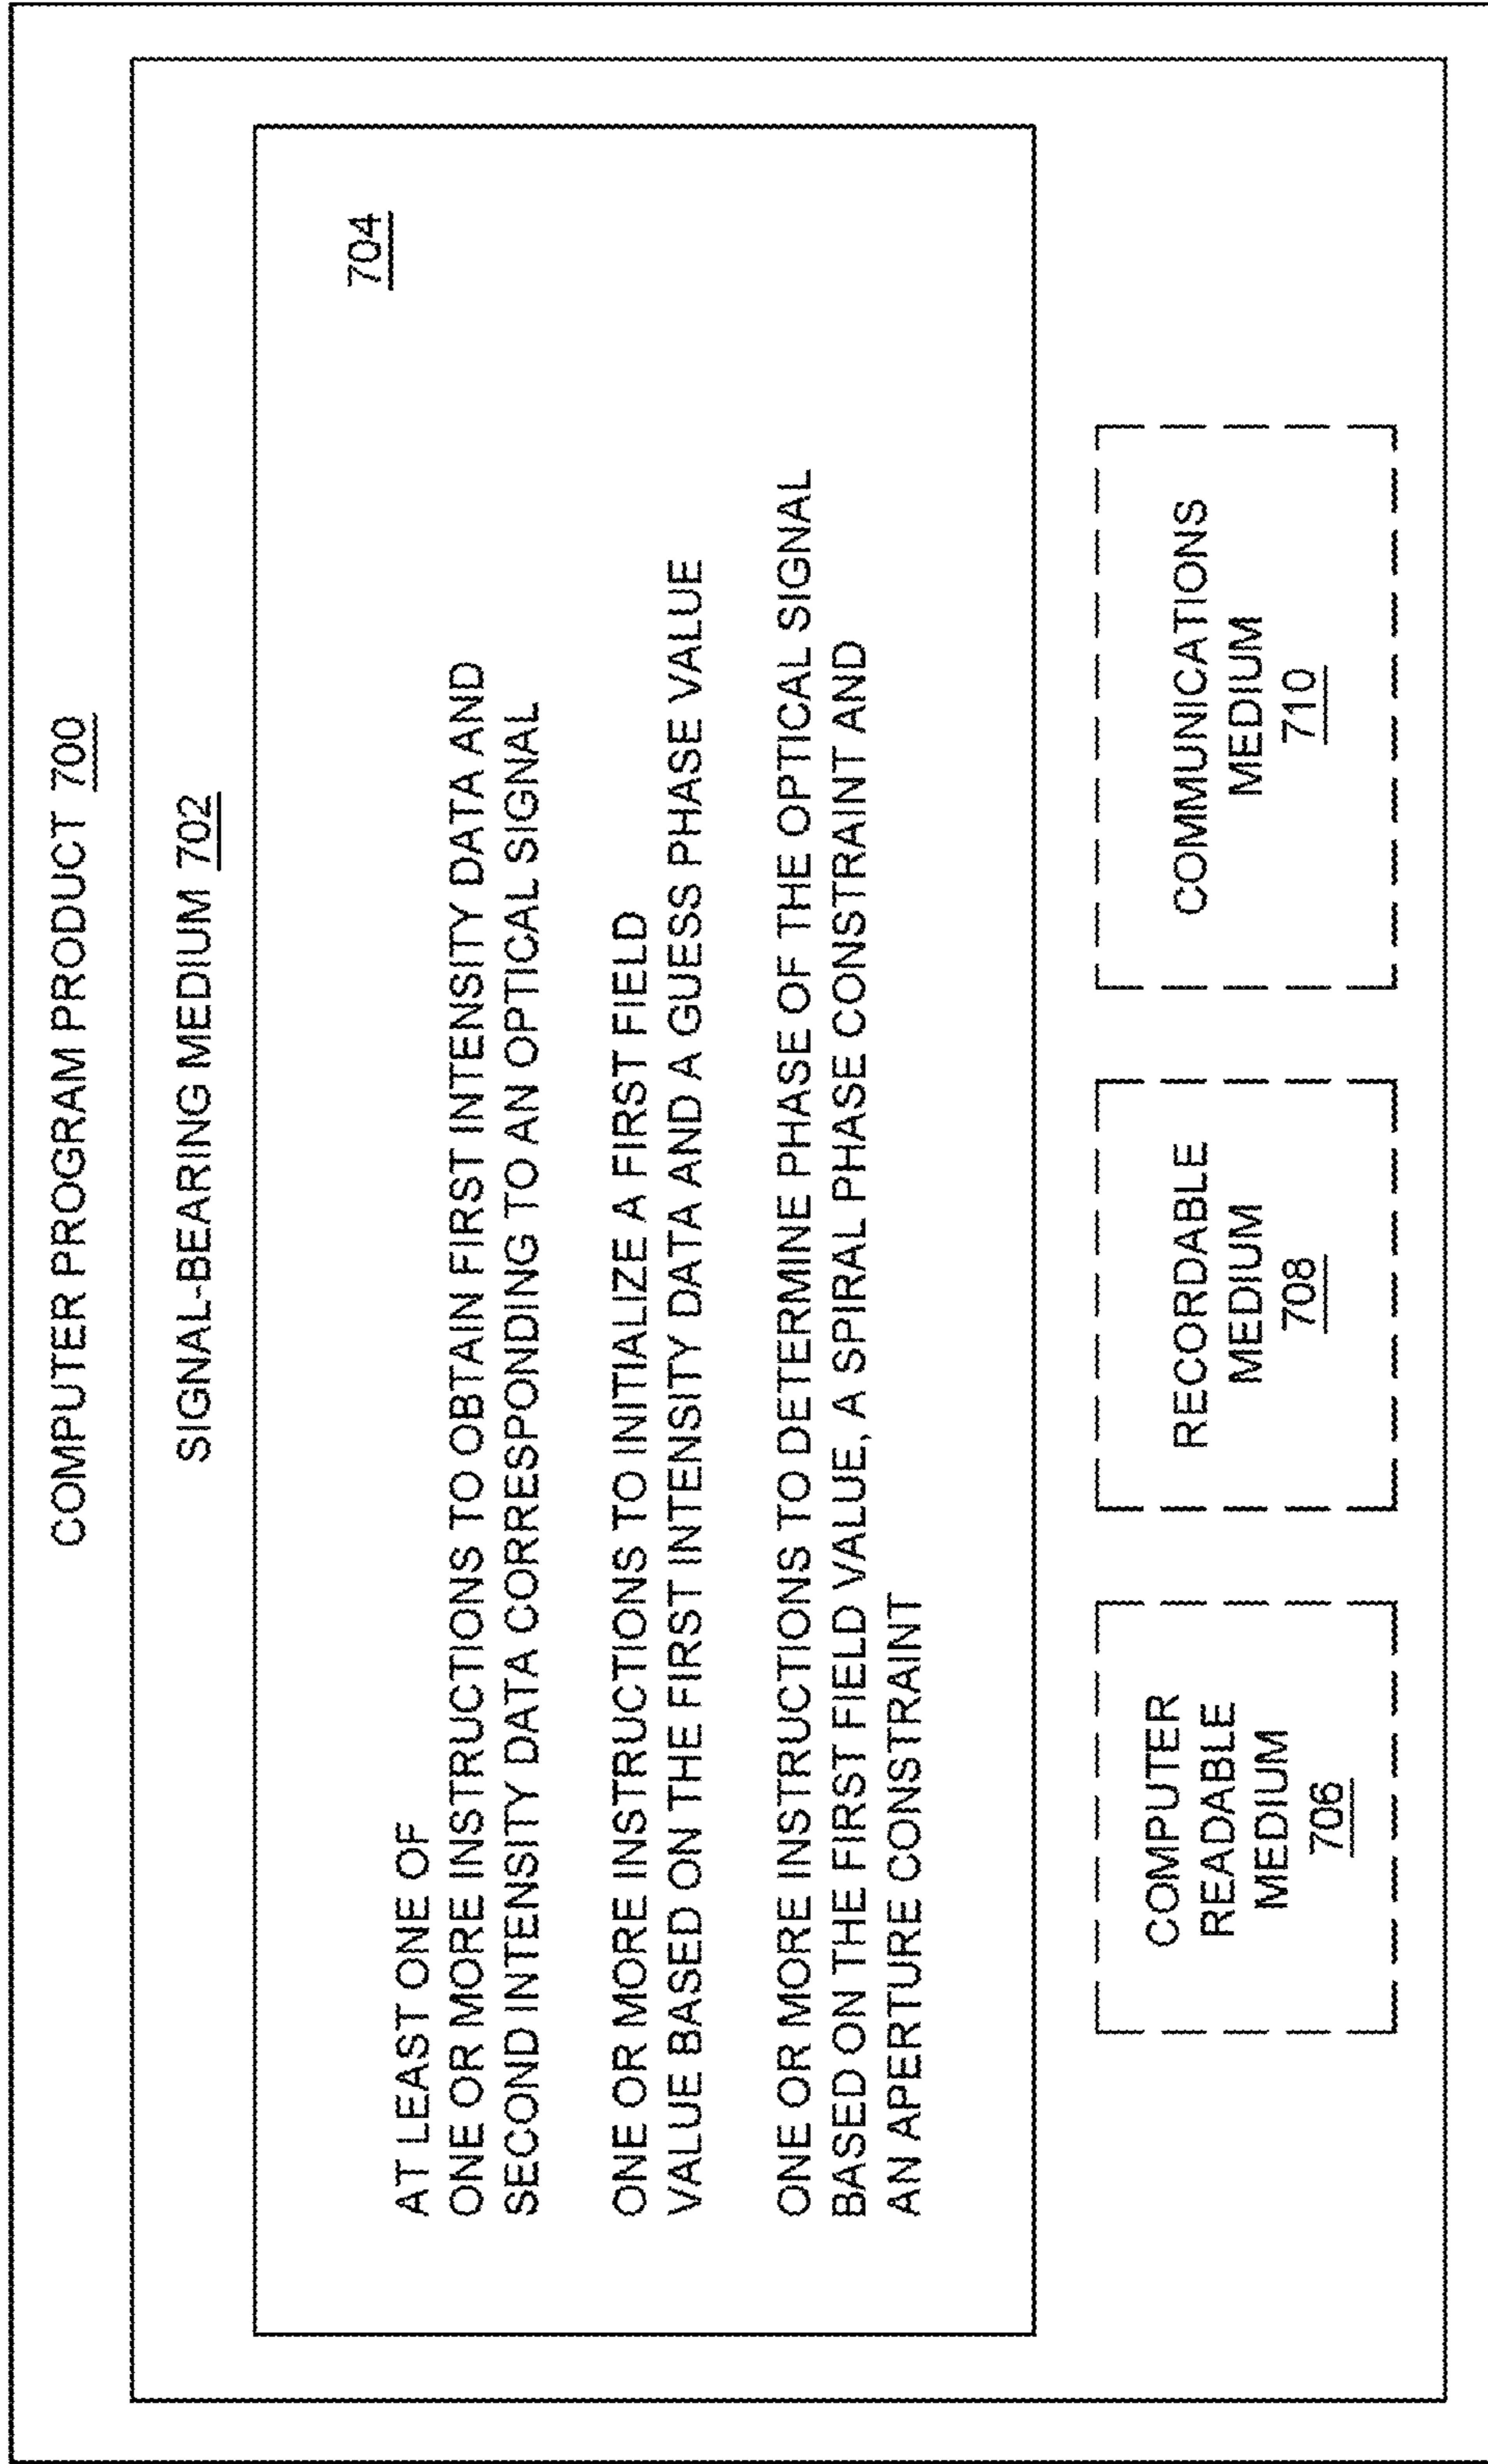 COMPUTER PROGRAM PRODUCT 700
SIGNAL-BEARING MEDIUM 702
704
AT LEAST ONE OF
ONE OR MORE INSTRUCTIONS TO OBTAIN FIRST INTENSITY DATA AND
SECOND INTENSITY DATA CORRESPONDING TO AN OPTICAL SIGNAL
ONE OR MORE INSTRUCTIONS TO INITIALIZE A FIRST FIELD
VALUE BASED ON THE FIRST INTENSITY DATA AND A GUESS PHASE VALUE
ONE OR MORE INSTRUCTIONS TO DETERMINE PHASE OF THE OPTICAL SIGNAL
BASED ON THE FIRST FIELD VALUE, A SPIRAL PHASE CONSTRAINT AND
AN APERTURE CONSTRAINT
COMPUTER
READABLE
MEDIUM
706
RECORDABLE
MEDIUM
708
COMMUNICATIONS
MEDIUM
710